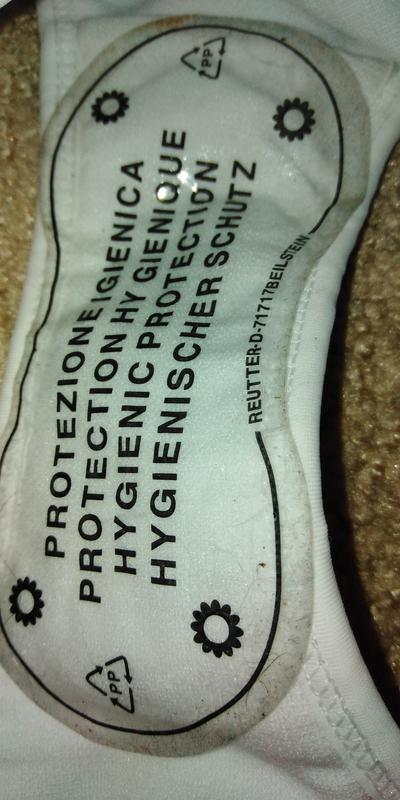 PROTEZIONE IGIENICA
PROTECTION HYGIENIQUE
HYGIENIC PROTECTION
HYGIENISCHER SCHUTZ
REUTTER-D-71717BEILSTEIN
PP
PP